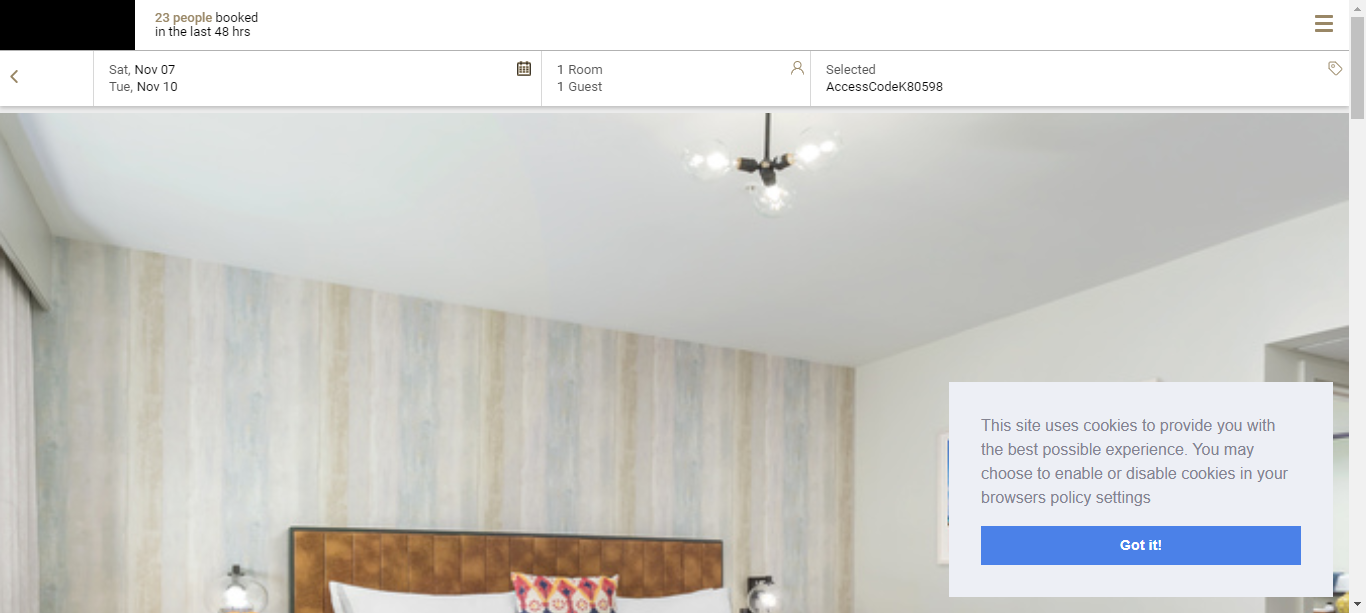 23 people booked
in the last 48 hrs
Sat, Nov 07
Tue, Nov 10
1 Room
1 Guest
Selected
AccessCodeK80598
This site uses cookies to provide you with
the best possible experience. You may
choose to enable or disable cookies in your
browsers policy settings
Got it!